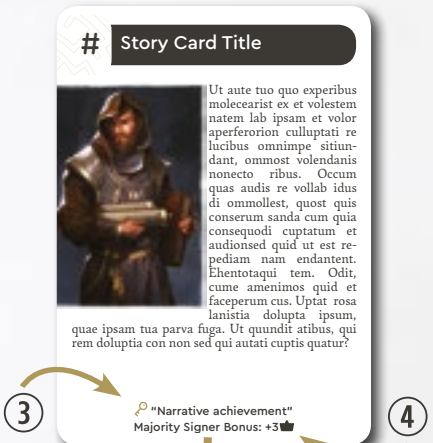 # Story Card Title
Ut aute tuo quo experibus
molecearist ex et volestem
natem lab ipsam et volor
aperferorion culluptati re
lucibus omnimpe sitiun-
dant, ommost volendanis
nonecto ribus. Occum
quas audis re vollab idus
di ommollest, quost quis
conserum sanda cum quia
consequodi cuptatum et
audionsed quid ut est re-
pediam nam endantent.
Ehentotaqui tem. Odit,
cume amenimos quid et
faceperum cus. Uptat rosa
lanistia dolupta ipsum,
quae ipsam tua parva fuga. Ut quundit atibus, qui
rem doluptia con non sed qui autati cuptis quatur?
3
"Narrative achievement"
Majority Signer Bonus: +3
4